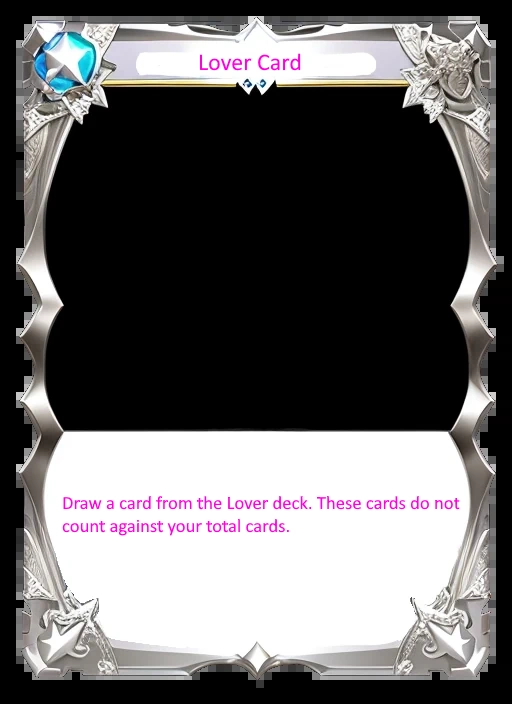 Lover Card
Draw a card from the Lover deck. These cards do not
count against your total cards.